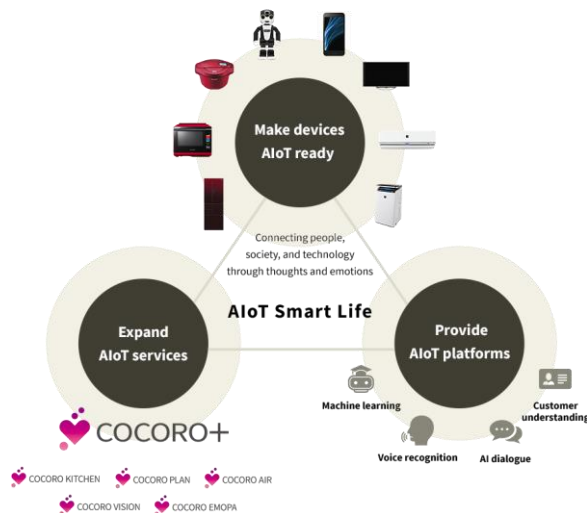 Make devices
AIoT ready
Connecting people,
society, and technology
through thoughts and emotions
AIoT Smart Life
Expand
AIoT services
Provide
AIoT platforms
Machine learning
Customer
understanding
Voice recognition
AI dialogue
COCORO+
COCORO KITCHEN
COCORO PLAN
COCORO AIR
COCORO VISION
COCORO EMOPA